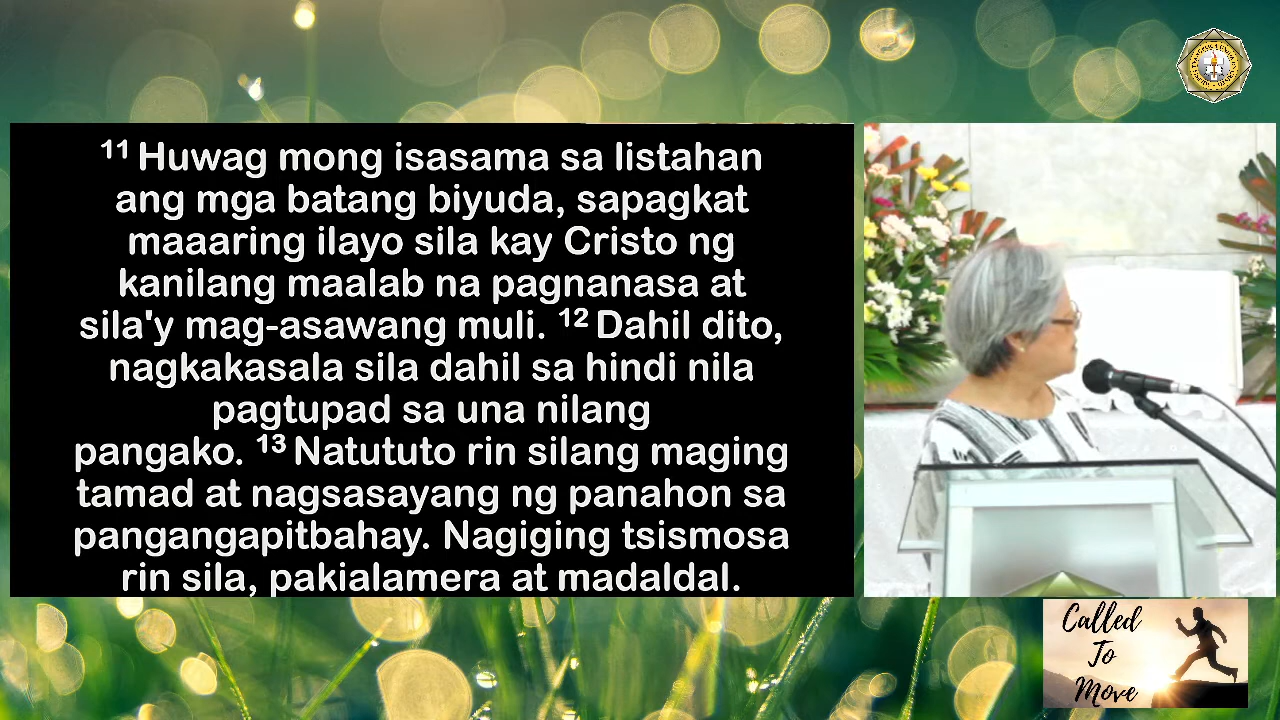 11 Huwag mong isasama sa listahan
ang mga batang biyuda, sapagkat
maaaring ilayo sila kay Cristo ng
kanilang maalab na pagnanasa at
sila'y mag-asawang muli. 12 Dahil dito,
nagkakasala sila dahil sa hindi nila
pagtupad sa una nilang
pangako. 13 Natututo rin silang maging
tamad at nagsasayang ng panahon sa
pangangapitbahay. Nagiging tsismosa
rin sila, pakialamera at madaldal.
Called
To
Move